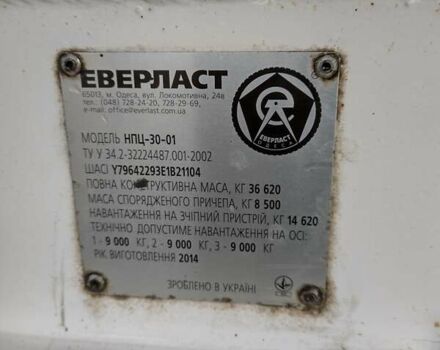 ЕВЕРЛАСТ
65013, м. Одеса, вул. Локомотивна, 24в
тел.: (048) 728-24-20, 728-29-69,
e-mail: office@everlast.com.ua
ЕВЕРЛАСТ
ОДЕСА
МОДЕЛЬ НПЦ-30-01
ТУ У 34.2-32224487.001-2002
ШАСІ Y79642293E1B21104
ПОВНА КОНСТРУКТИВНА МАСА, КГ 36 620
МАСА СПОРЯДЖЕНОГО ПРИЧЕПА, КГ 8 500
НАВАНТАЖЕННЯ НА ЗЧІПНИЙ ПРИСТРІЙ, КГ 14 620
ТЕХНІЧНО ДОПУСТИМЕ НАВАНТАЖЕННЯ НА ОСІ:
1 - 9 000 КГ, 2 - 9 000 КГ, 3 - 9 000 КГ
РІК ВИГОТОВЛЕННЯ 2014
ЗРОБЛЕНО В УКРАЇНІ